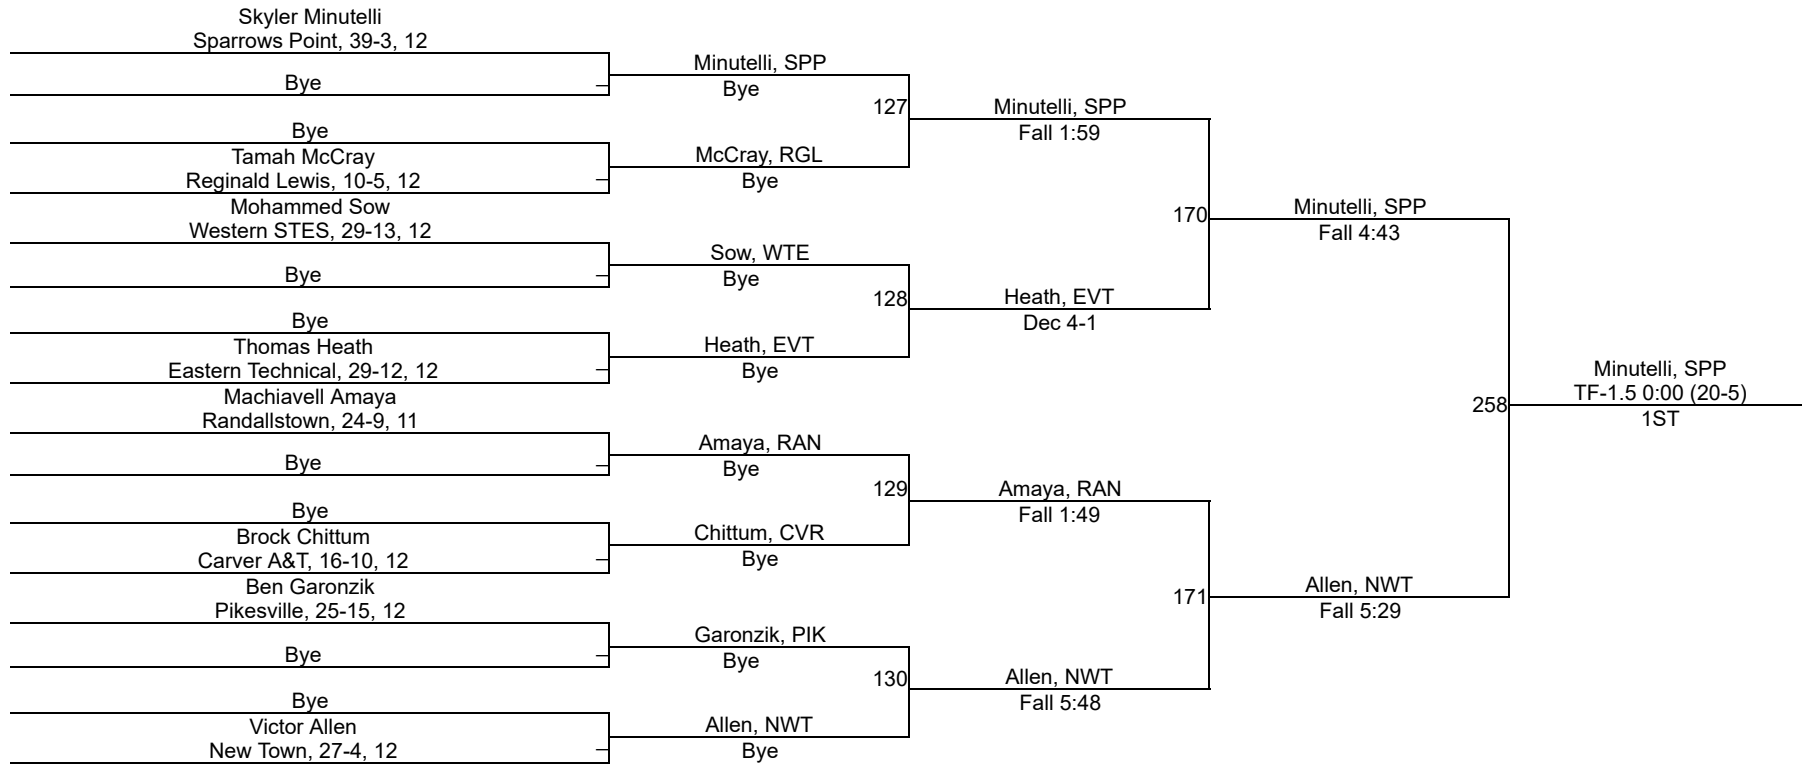 Skyler Minutelli
Sparrows Point, 39-3, 12
Bye
Bye
Tamah McCray
Reginald Lewis, 10-5, 12
Mohammed Sow
Western STES, 29-13, 12
Bye
Bye
Thomas Heath
Eastern Technical, 29-12, 12
Machiavell Amaya
Randallstown, 24-9, 11
Bye
Bye
Brock Chittum
Carver A&T, 16-10, 12
Ben Garonzik
Pikesville, 25-15, 12
Bye
Bye
Victor Allen
New Town, 27-4, 12
Minutelli, SPP
Bye
127
McCray, RGL
Bye
Sow, WTE
Bye
128
Heath, EVT
Bye
Amaya, RAN
Bye
129
Chittum, CVR
Bye
Garonzik, PIK
Bye
130
Allen, NWT
Bye
Minutelli, SPP
Fall 1:59
170
Heath, EVT
Dec 4-1
Amaya, RAN
Fall 1:49
171
Allen, NWT
Fall 5:48
Minutelli, SPP
Fall 4:43
258
Allen, NWT
Fall 5:29
Minutelli, SPP
TF-1.5 0:00 (20-5)
1ST